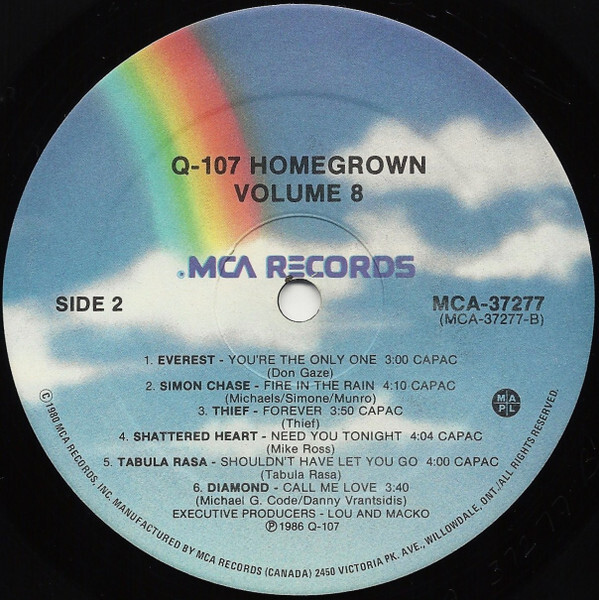 Q-107 HOMEGROWN
VOLUME 8
MCA RECORDS
SIDE 2
MCA-37277
(MCA-37277-B)
1. EVEREST - YOU'RE THE ONLY ONE 3:00 CAPAC
(Don Gaze)
2. SIMON CHASE - FIRE IN THE RAIN 4:10 CAPAC
(Michaels/Simone/Munro)
3. THIEF - FOREVER 3:50 CAPAC
(Thief)
4. SHATTERED HEART - NEED YOU TONIGHT 4:04 CAPAC
(Mike Ross)
5. TABULA RASA - SHOULDN'T HAVE LET YOU GO 4:00 CAPAC
(Tabula Rasa)
6. DIAMOND - CALL ME LOVE 3:40
(Michael G. Code/Danny Vrantsidis)
EXECUTIVE PRODUCERS - LOU AND MACKO
Ⓟ 1986 Q-107
M A
P L
©1980 MCA RECORDS, INC. MANUFACTURED BY MCA RECORDS (CANADA) 2450 VICTORIA PK. AVE., WILLOWDALE, ONT./ALL RIGHTS RESERVED.